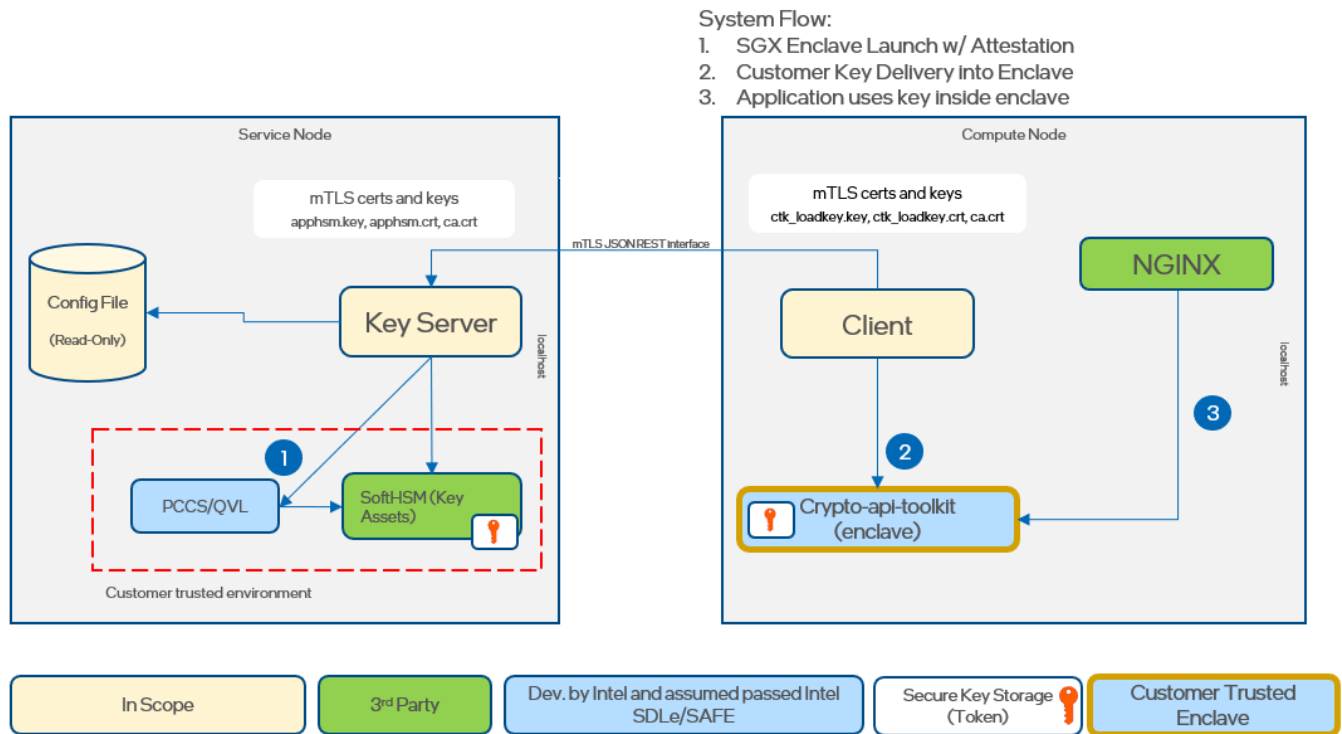 System Flow:
1. SGX Enclave Launch w/ Attestation
2. Customer Key Delivery into Enclave
3. Application uses key inside enclave
Service Node
mTLS certs and keys
apphsm.key, apphsm.crt, ca.crt
Config File
(Read-Only)
Key Server
localhost
1
PCCS/QVL
SoftHSM (Key
Assets)
Customer trusted environment
mTLS JSON REST interface
Compute Node
mTLS certs and keys
ctk_loadkey.key, ctk_loadkey.crt, ca.crt
NGINX
Client
localhost
3
2
Crypto-api-toolkit
(enclave)
In Scope
3rd Party
Dev. by Intel and assumed passed Intel
SDLe/SAFE
Secure Key Storage
(Token)
Customer Trusted
Enclave